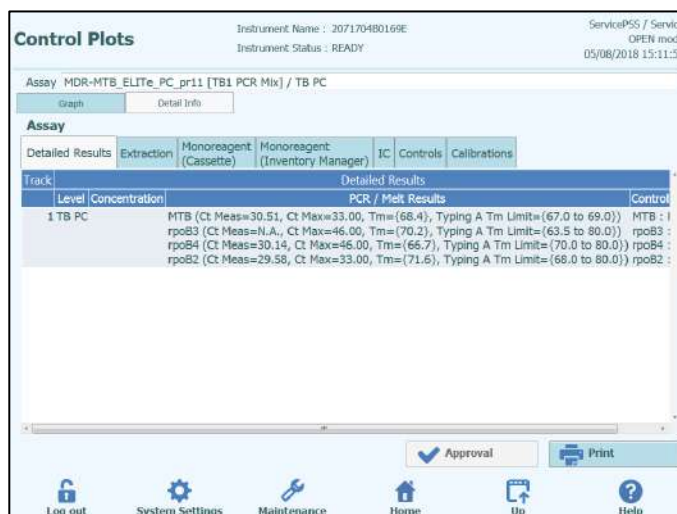 Control Plots
Instrument Name : 207170480169E
Instrument Status : READY
ServicePSS / Servic
OPEN mod
05/08/2018 15:11:5
Assay MDR-MTB_ELITe_PC_pr11 [TB1 PCR Mix] / TB PC
Graph Detail Info
Assay
Detailed Results Extraction Monoreagent (Cassette) Monoreagent (Inventory Manager) IC Controls Calibrations
Track Detailed Results
Level Concentration PCR / Melt Results Control
1 TB PC MTB (Ct Meas=30.51, Ct Max=33.00, Tm={68.4}, Typing A Tm Limit={67.0 to 69.0}) MTB :
rpoB3 (Ct Meas=N.A., Ct Max=46.00, Tm={70.2}, Typing A Tm Limit={63.5 to 80.0}) rpoB3 :
rpoB4 (Ct Meas=30.14, Ct Max=46.00, Tm={66.7}, Typing A Tm Limit={70.0 to 80.0}) rpoB4 :
rpoB2 (Ct Meas=29.58, Ct Max=33.00, Tm={71.6}, Typing A Tm Limit={68.0 to 80.0}) rpoB2 :
Approval Print
Log out System Settings Maintenance Home Up Help